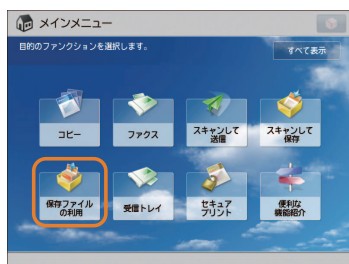 メインメニュー
目的のファンクションを選択します。
すべて表示
コピー
ファクス
スキャンして
送信
スキャンして
保存
保存ファイル
の利用
受信トレイ
セキュア
プリント
便利な
機能紹介